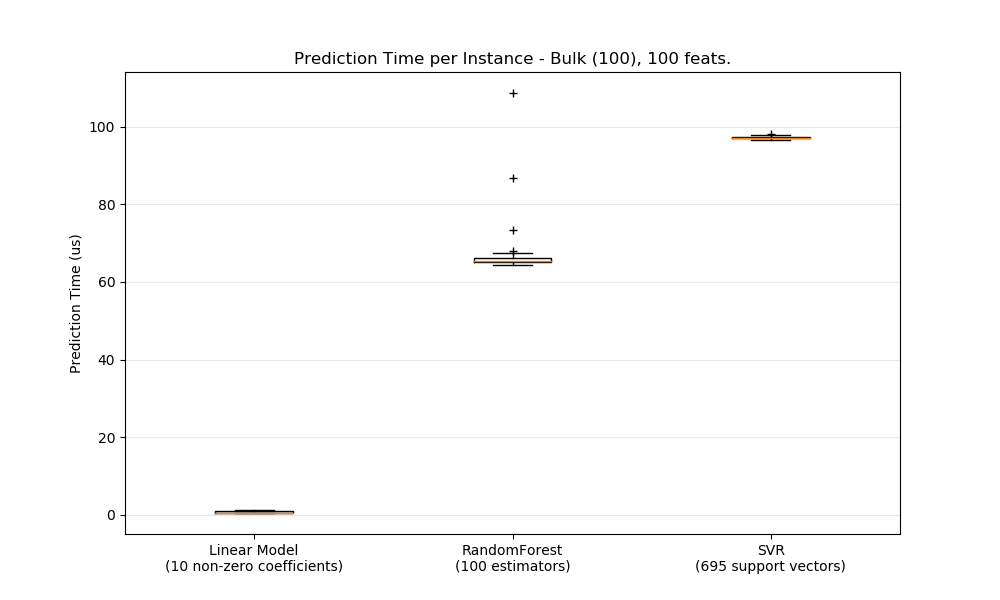 Prediction Time per Instance - Bulk (100), 100 feats.
Prediction Time (us)
100
80
60
40
20
0
Linear Model
(10 non-zero coefficients)
RandomForest
(100 estimators)
SVR
(695 support vectors)